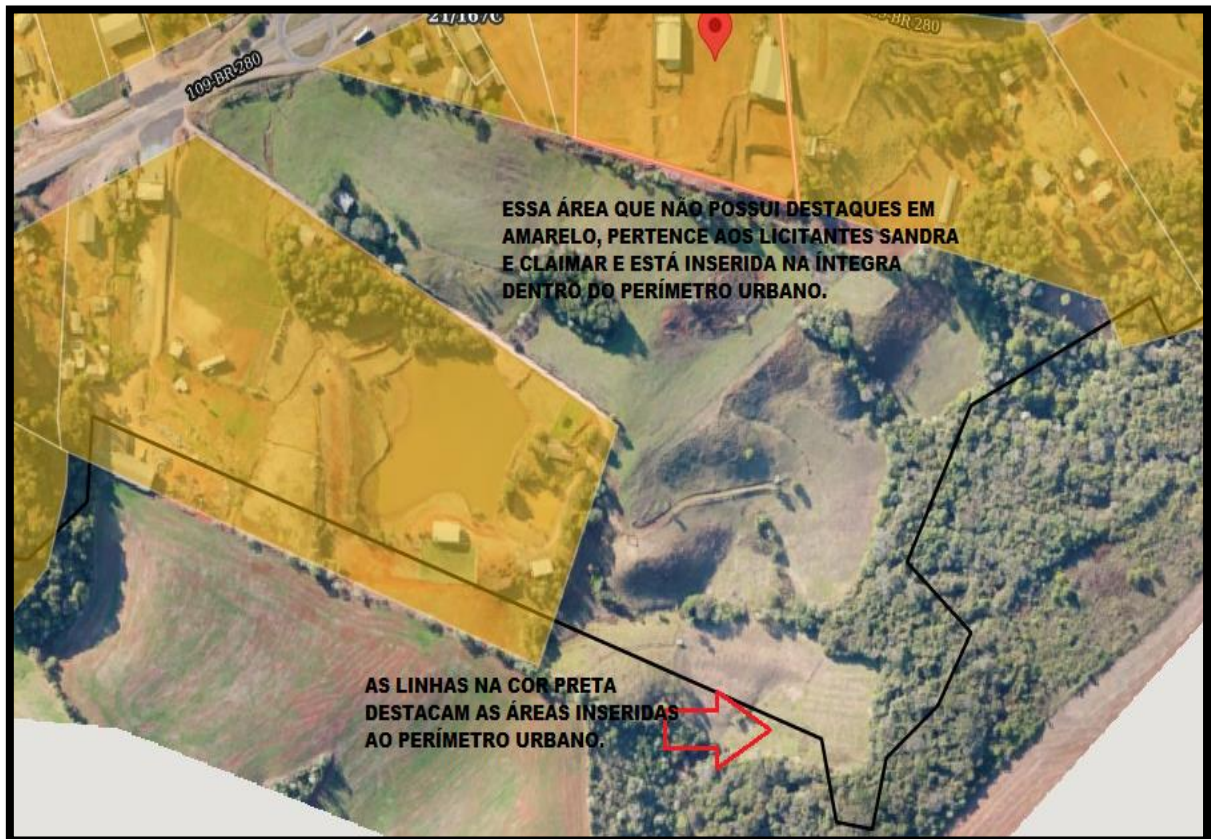 21/167C
BR 280
109-BR-280
ESSA ÁREA QUE NÃO POSSUI DESTAQUES EM
AMARELO, PERTENCE AOS LICITANTES SANDRA
E CLAIMAR E ESTÁ INSERIDA NA ÍNTEGRA
DENTRO DO PERÍMETRO URBANO.
AS LINHAS NA COR PRETA
DESTACAM AS ÁREAS INSERIDAS
AO PERÍMETRO URBANO.